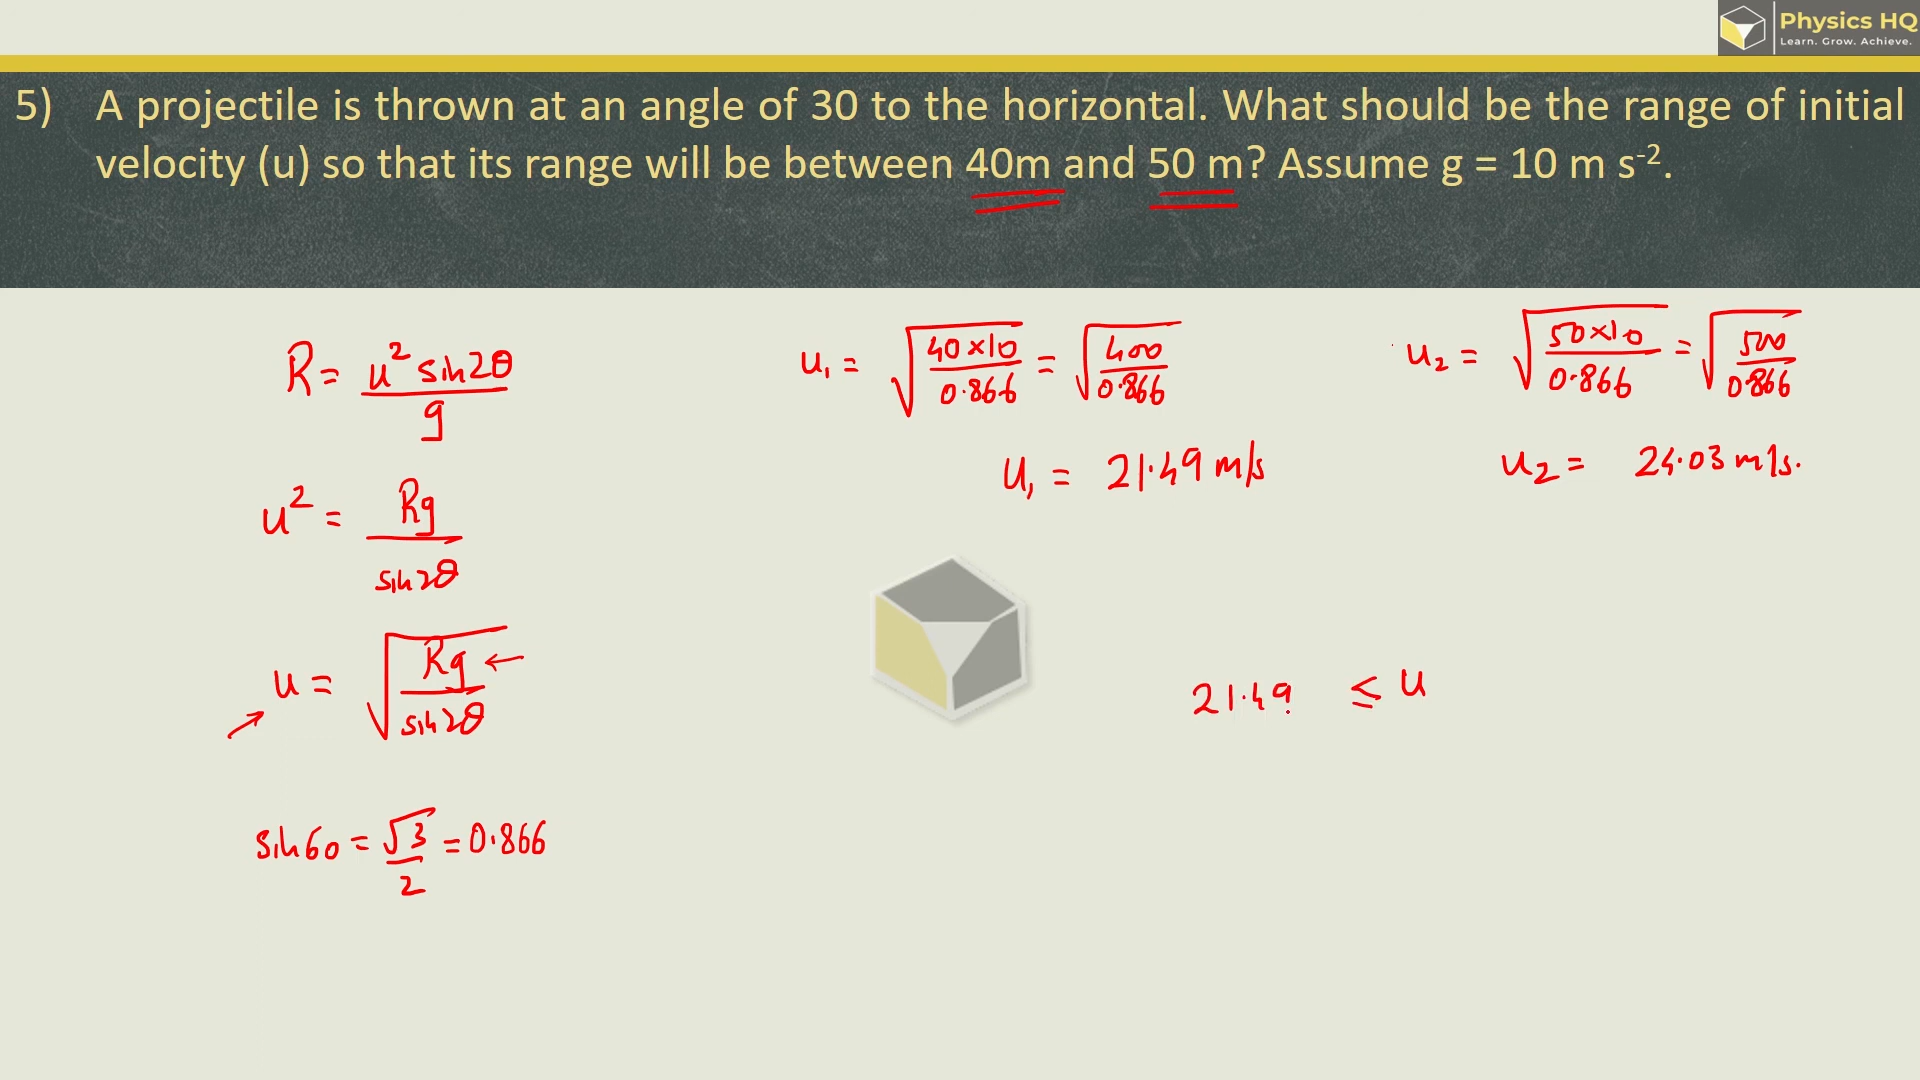 Physics HQ
Learn. Grow. Achieve.
5) A projectile is thrown at an angle of 30 to the horizontal. What should be the range of initial
velocity (u) so that its range will be between 40m and 50 m? Assume g = 10 m s⁻².
R = u² sin2θ / g
u² = Rg / sin2θ
u = √(Rg / sin2θ) ←
sin60 = √3 / 2 = 0.866
u₁ = √(40×10 / 0.866) = √(400 / 0.866)
u₁ = 21.49 m/s
u₂ = √(50×10 / 0.866) = √(500 / 0.866)
u₂ = 24.03 m/s.
21.49 ≤ u